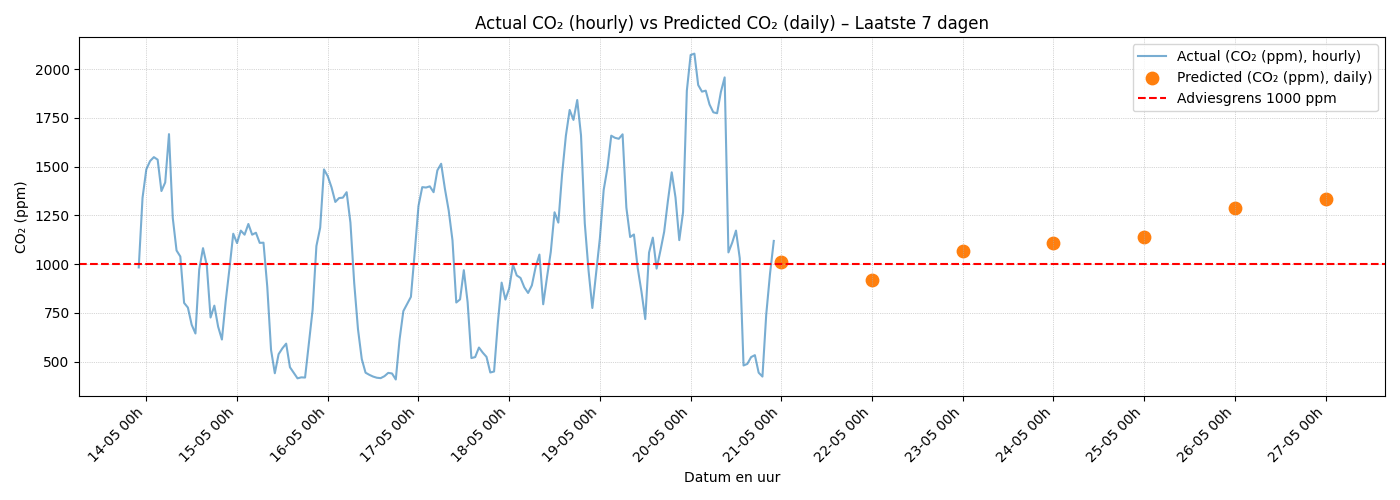 Actual CO₂ (hourly) vs Predicted CO₂ (daily) – Laatste 7 dagen
Actual (CO₂ (ppm), hourly)
Predicted (CO₂ (ppm), daily)
Adviesgrens 1000 ppm
CO₂ (ppm)
2000
1750
1500
1250
1000
750
500
14-05 00h
15-05 00h
16-05 00h
17-05 00h
18-05 00h
19-05 00h
20-05 00h
21-05 00h
22-05 00h
23-05 00h
24-05 00h
25-05 00h
26-05 00h
27-05 00h
Datum en uur